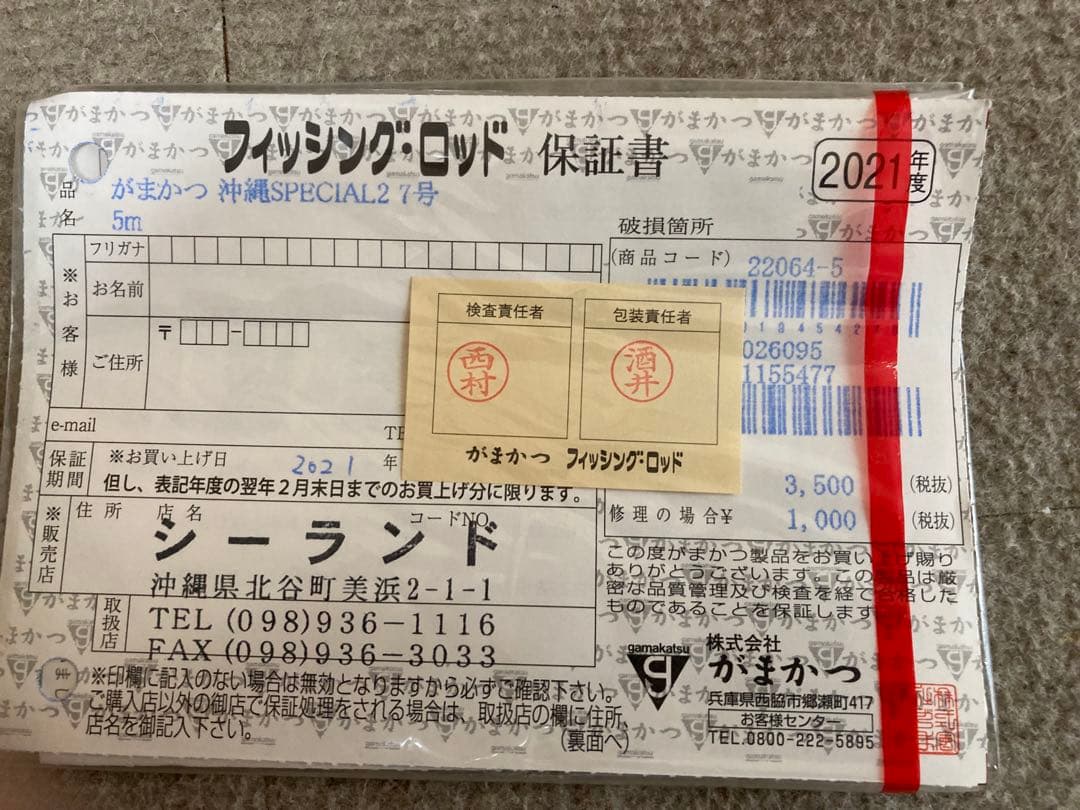 フィッシング・ロッド 保証書
2021年度
品名
がまかつ 沖縄SPECIAL2 7号
5m
破損箇所
(商品コード) 22064-5
026095
1155477
3,500 (税抜)
修理の場合¥ 1,000 (税抜)
※お客様
フリガナ
お名前
ご住所
〒
e-mail
検査責任者
西村
包装責任者
酒井
がまかつ フィッシング・ロッド
保証期間
※お買い上げ日 2021 年
但し、表記年度の翌年2月末日までのお買上げ分に限ります。
※販売店
住所 店名 コードNO.
シーランド
沖縄県北谷町美浜2-1-1
取扱店
TEL (098)936-1116
FAX (098)936-3033
※印欄に記入のない場合は無効となりますから必ずご確認下さい。
ご購入店以外の御店で保証処理をされる場合は、取扱店の欄に住所、
店名を御記入下さい。
(裏面へ)
この度がまかつ製品をお買い上げ賜り
ありがとうございます。この製品は厳
密な品質管理及び検査を経て合格した
ものであることを保証します。
gamakatsu
株式会社
がまかつ
兵庫県西脇市郷瀬町417
お客様センター
TEL.0800-222-5895